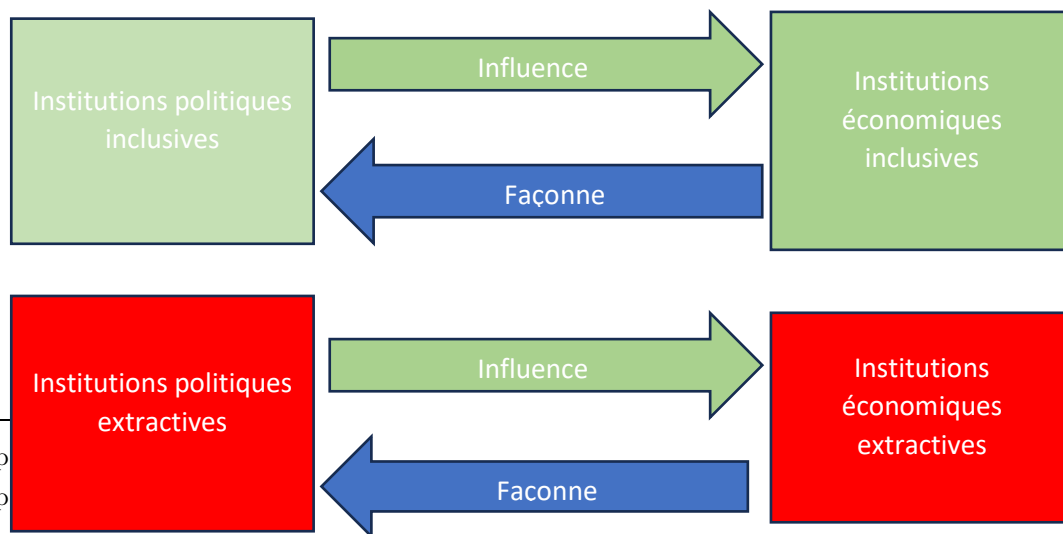 Institutions politiques
inclusives
Influence
Façonne
Institutions
économiques
inclusives
Institutions politiques
extractives
Influence
Faconne
Institutions
économiques
extractives
p
p